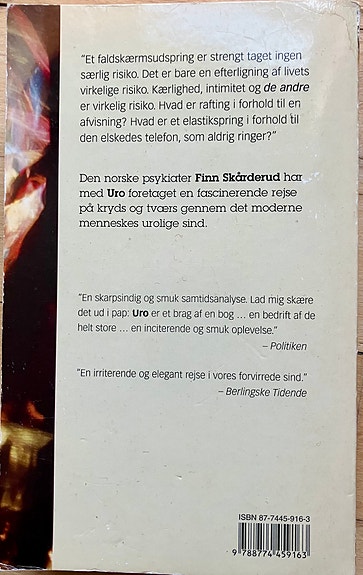 "Et faldskærmsudspring er strengt taget ingen
særlig risiko. Det er bare en efterligning af livets
virkelige risiko. Kærlighed, intimitet og de andre
er virkelig risiko. Hvad er rafting i forhold til en
afvisning? Hvad er et elastikspring i forhold til
den elskedes telefon, som aldrig ringer?"
Den norske psykiater Finn Skårderud har
med Uro foretaget en fascinerende rejse
på kryds og tværs gennem det moderne
menneskes urolige sind.
"En skarpsindig og smuk samtidsanalyse. Lad mig skære
det ud i pap: Uro er et brag af en bog ... en bedrift af de
helt store ... en inciterende og smuk oplevelse."
– Politiken
"En irriterende og elegant rejse i vores forvirrede sind."
– Berlingske Tidende
ISBN 87-7445-916-3
9 788774 459163